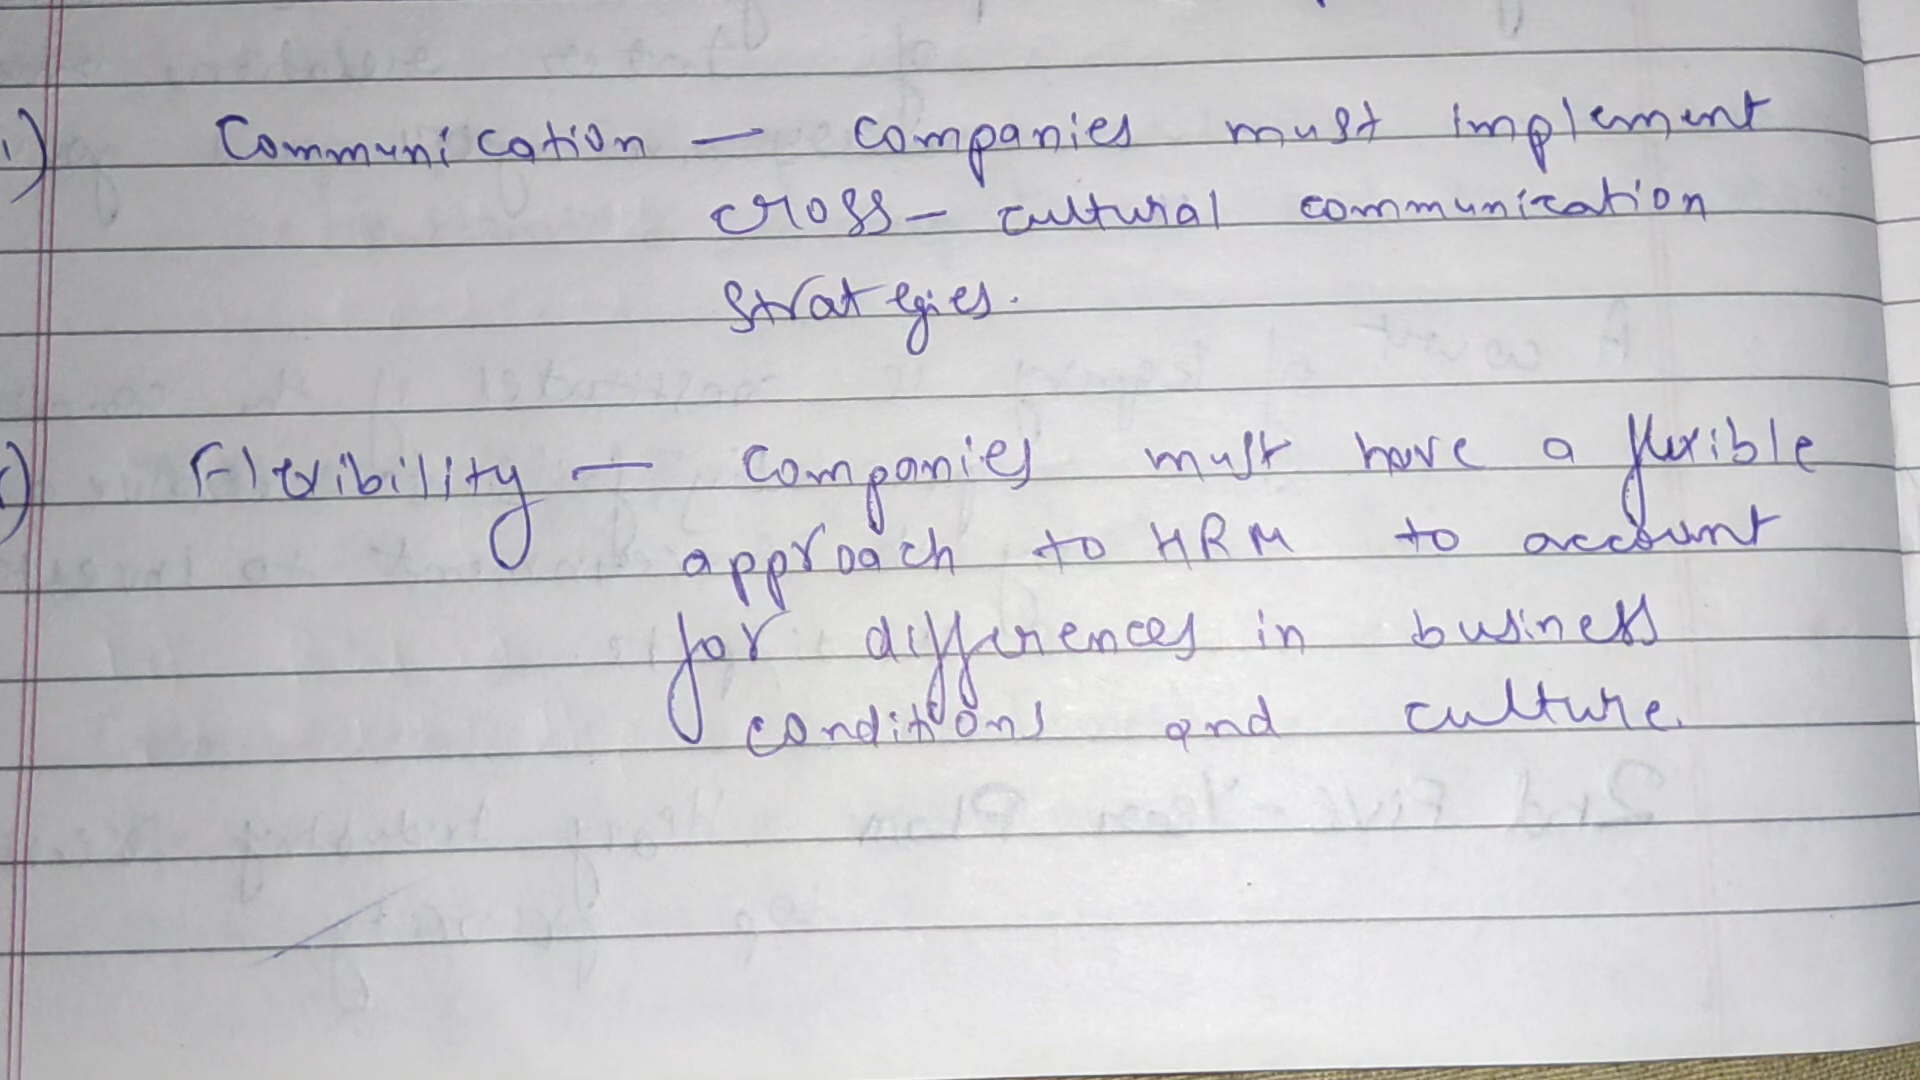 Communication — companies must implement
cross - cultural communication
strategies.
Flexibility — companies must have a flexible
approach to HRM to account
for differences in business
conditions and culture.